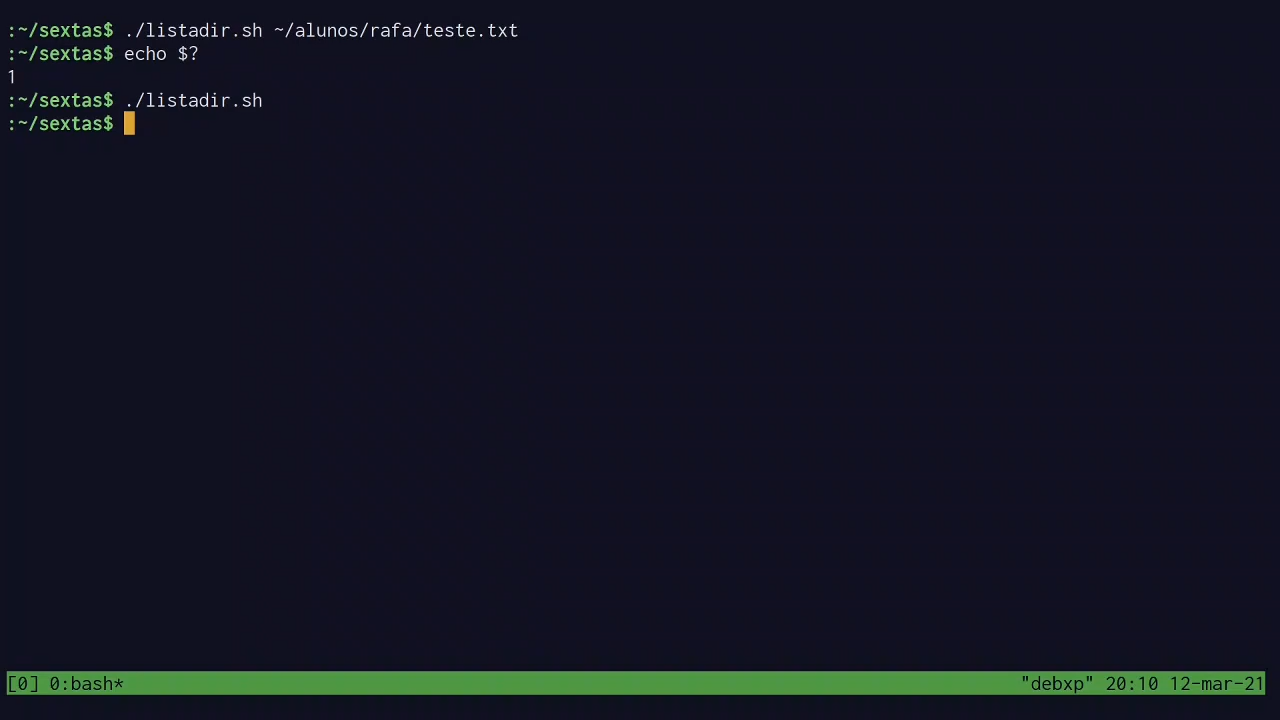 :~/sextas$ ./listadir.sh ~/alunos/rafa/teste.txt
:~/sextas$ echo $?
1
:~/sextas$ ./listadir.sh
:~/sextas$
[0] 0:bash* "debxp" 20:10 12-mar-21